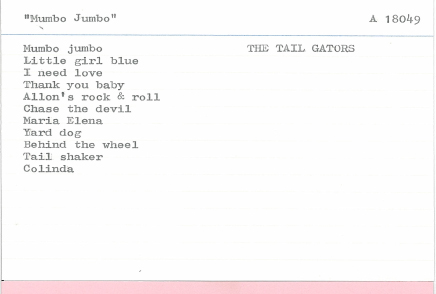 "Mumbo Jumbo" A 18049
Mumbo jumbo THE TAIL GATORS
Little girl blue
I need love
Thank you baby
Allon's rock & roll
Chase the devil
Maria Elena
Yard dog
Behind the wheel
Tail shaker
Colinda